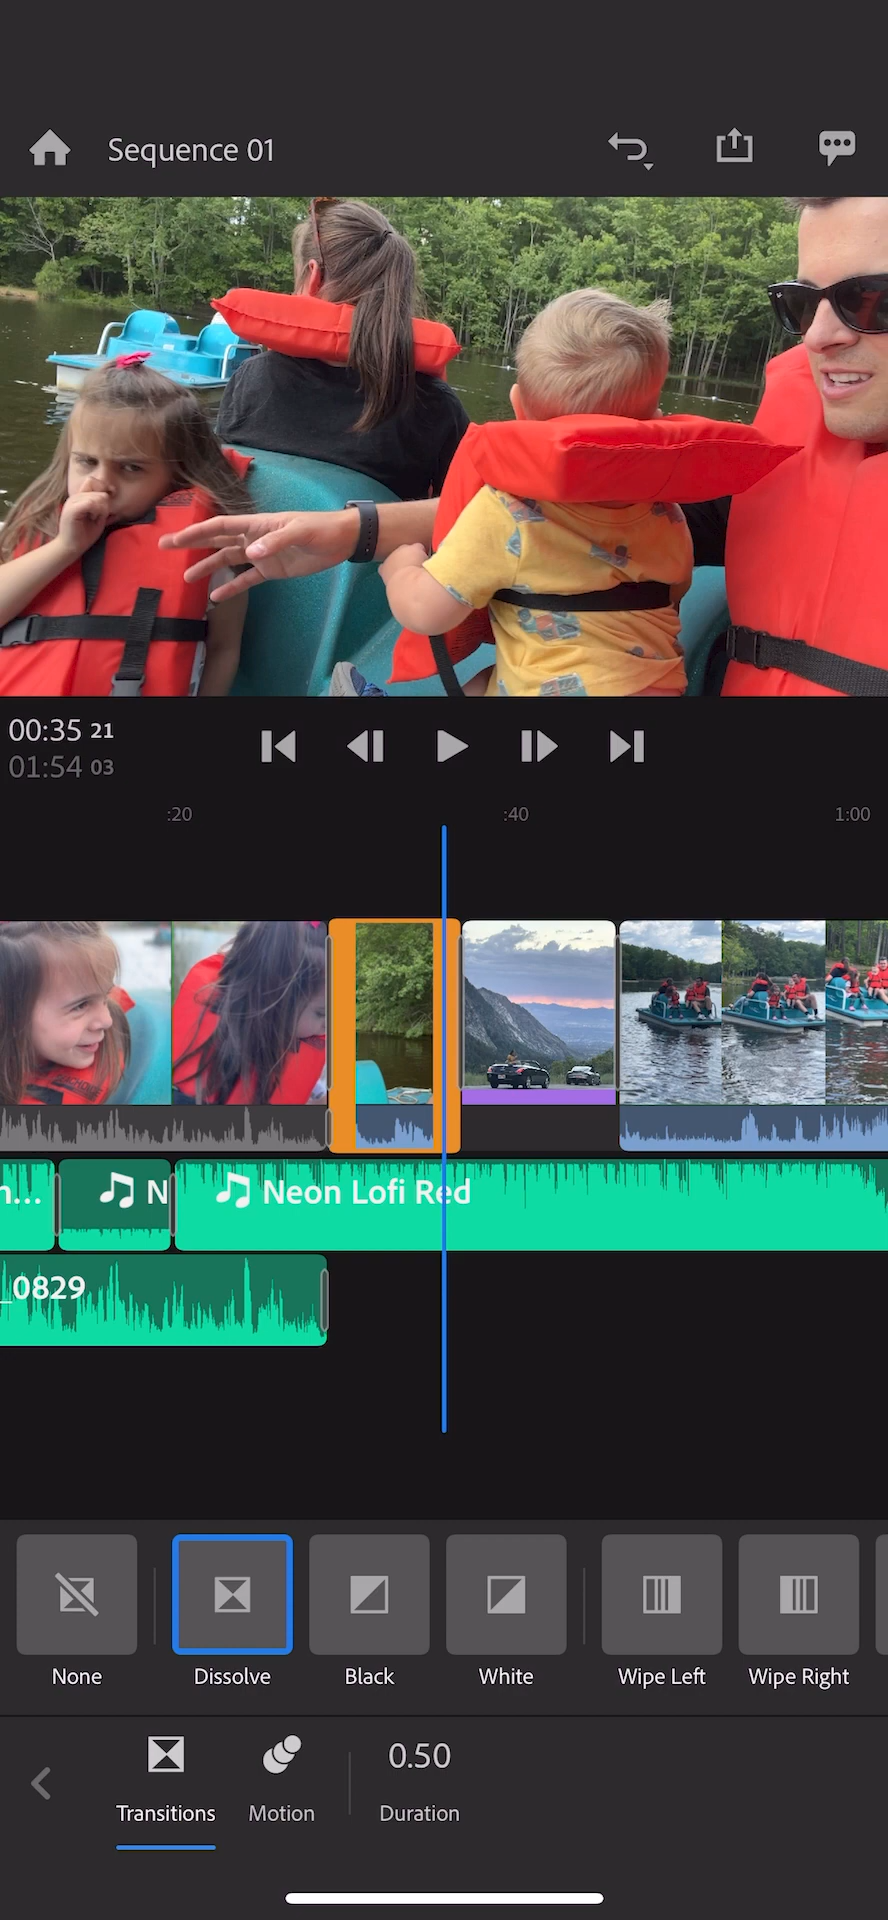 Sequence 01
00:35 21
01:54 03
:20 :40 1:00
n... N Neon Lofi Red
_0829
None Dissolve Black White Wipe Left Wipe Right
0.50
Transitions Motion Duration